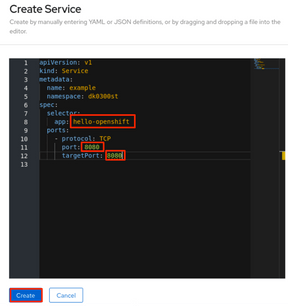 Create Service
Create by manually entering YAML or JSON definitions, or by dragging and dropping a file into the
editor.
1 apiVersion: v1
2 kind: Service
3 metadata:
4 name: example
5 namespace: dk0300st
6 spec:
7 selector:
8 app: hello-openshift
9 ports:
10 - protocol: TCP
11 port: 8080
12 targetPort: 8080
13
Create Cancel